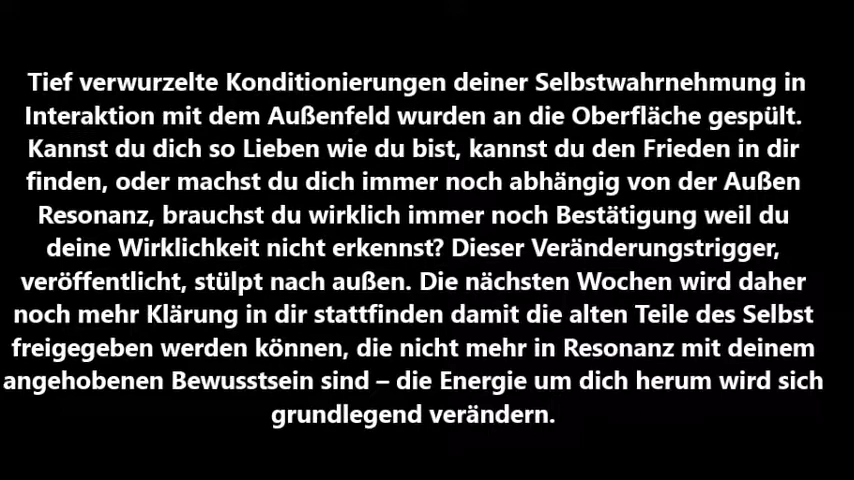 Tief verwurzelte Konditionierungen deiner Selbstwahrnehmung in
Interaktion mit dem Außenfeld wurden an die Oberfläche gespült.
Kannst du dich so Lieben wie du bist, kannst du den Frieden in dir
finden, oder machst du dich immer noch abhängig von der Außen
Resonanz, brauchst du wirklich immer noch Bestätigung weil du
deine Wirklichkeit nicht erkennst? Dieser Veränderungstrigger,
veröffentlicht, stülpt nach außen. Die nächsten Wochen wird daher
noch mehr Klärung in dir stattfinden damit die alten Teile des Selbst
freigegeben werden können, die nicht mehr in Resonanz mit deinem
angehobenen Bewusstsein sind – die Energie um dich herum wird sich
grundlegend verändern.